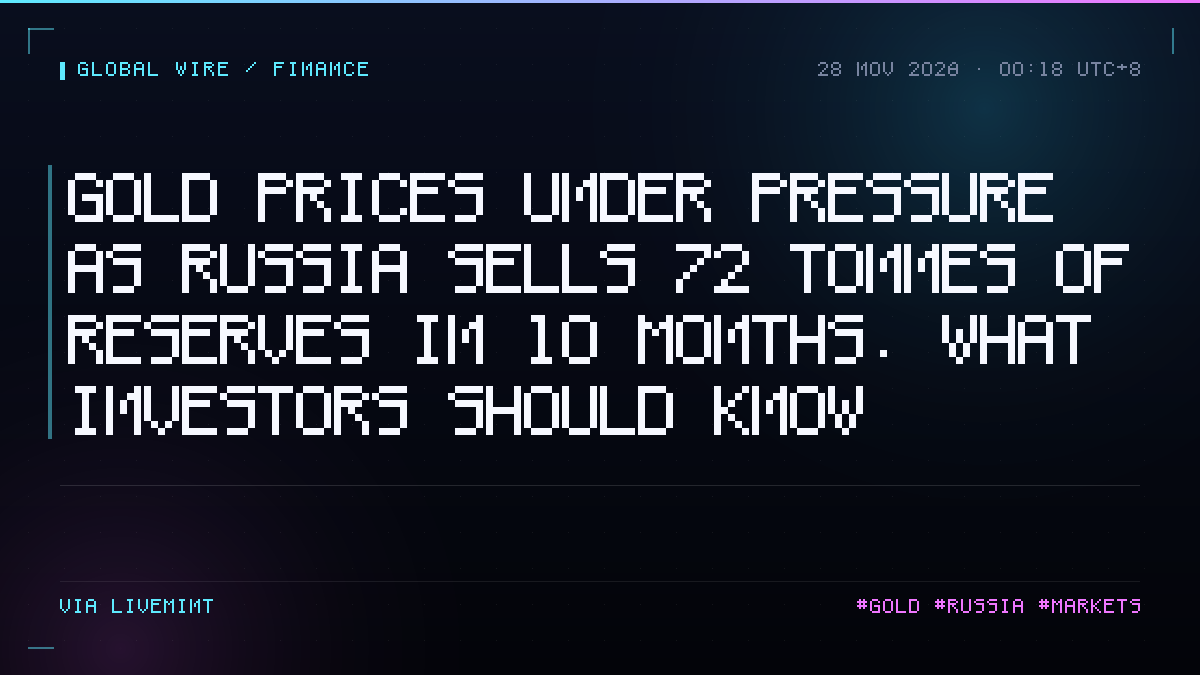 GLOBAL WIRE / FINANCE
28 NOV · 00:18 UTC+8
GOLD PRICES UNDER PRESSURE
AS RUSSIA SELLS 72 TONNES OF
RESERVES IN 10 MONTHS. WHAT
INVESTORS SHOULD KNOW
VIA LIVEMINT
#GOLD #RUSSIA #MARKETS